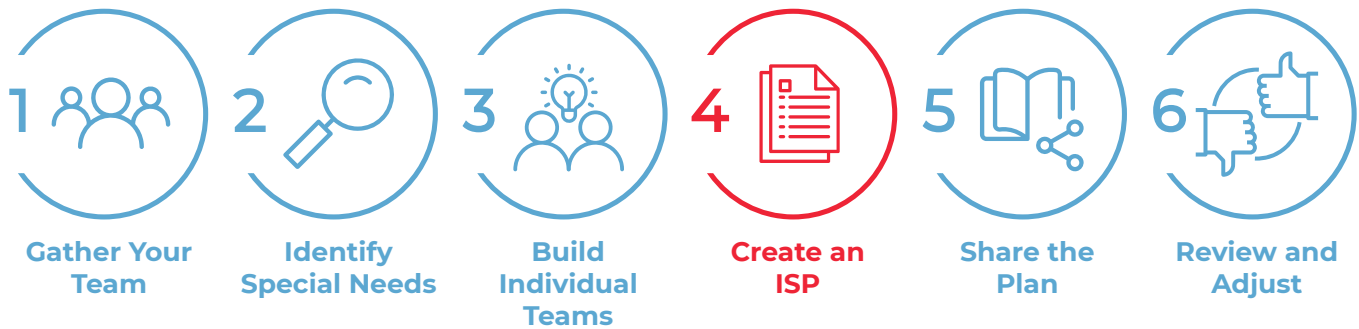 1
Gather Your
Team
2
Identify
Special Needs
3
Build
Individual
Teams
4
Create an
ISP
5
Share the
Plan
6
Review and
Adjust